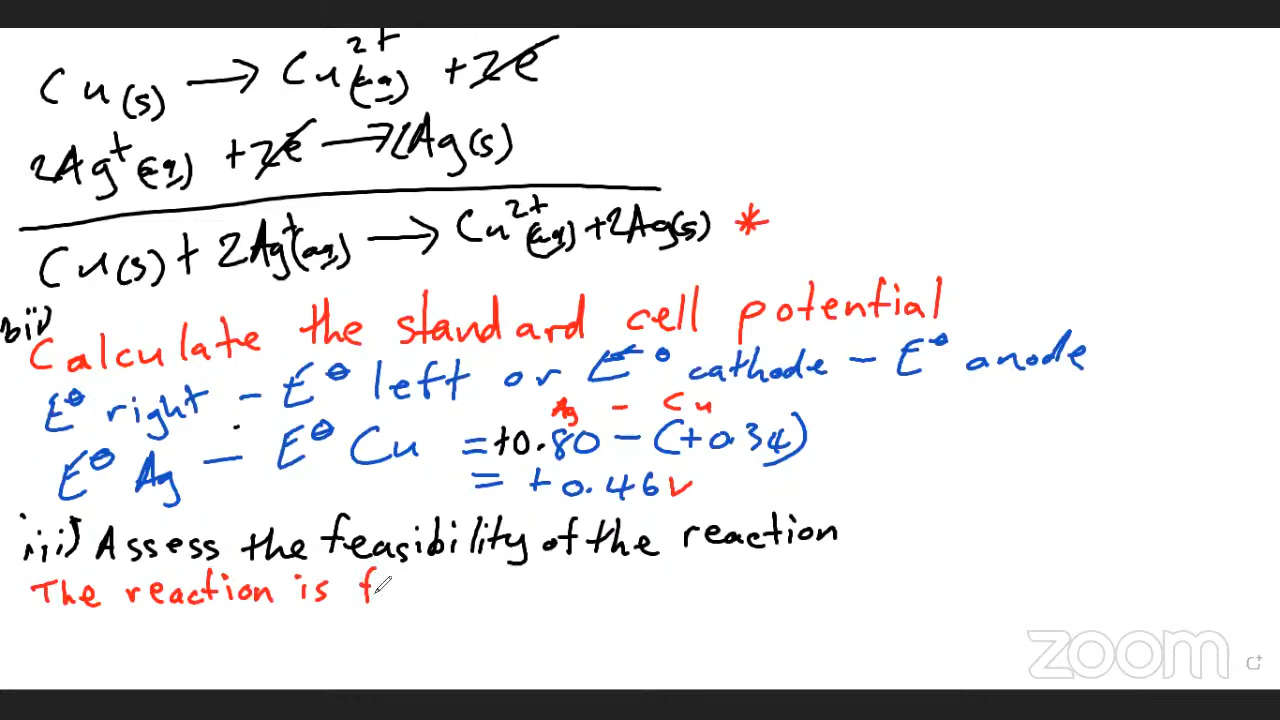 Cu(s) → Cu²⁺(aq) + 2e
2Ag⁺(aq) + 2e → 2Ag(s)
Cu(s) + 2Ag⁺(aq) → Cu²⁺(aq) + 2Ag(s) *
bii) Calculate the standard cell potential
E⊖ right – E⊖ left or E⊖ cathode – E⊖ anode
Ag – Cu
E⊖ Ag – E⊖ Cu = +0.80 – (+0.34)
= +0.46V
iii) Assess the feasibility of the reaction
The reaction is f
zoom